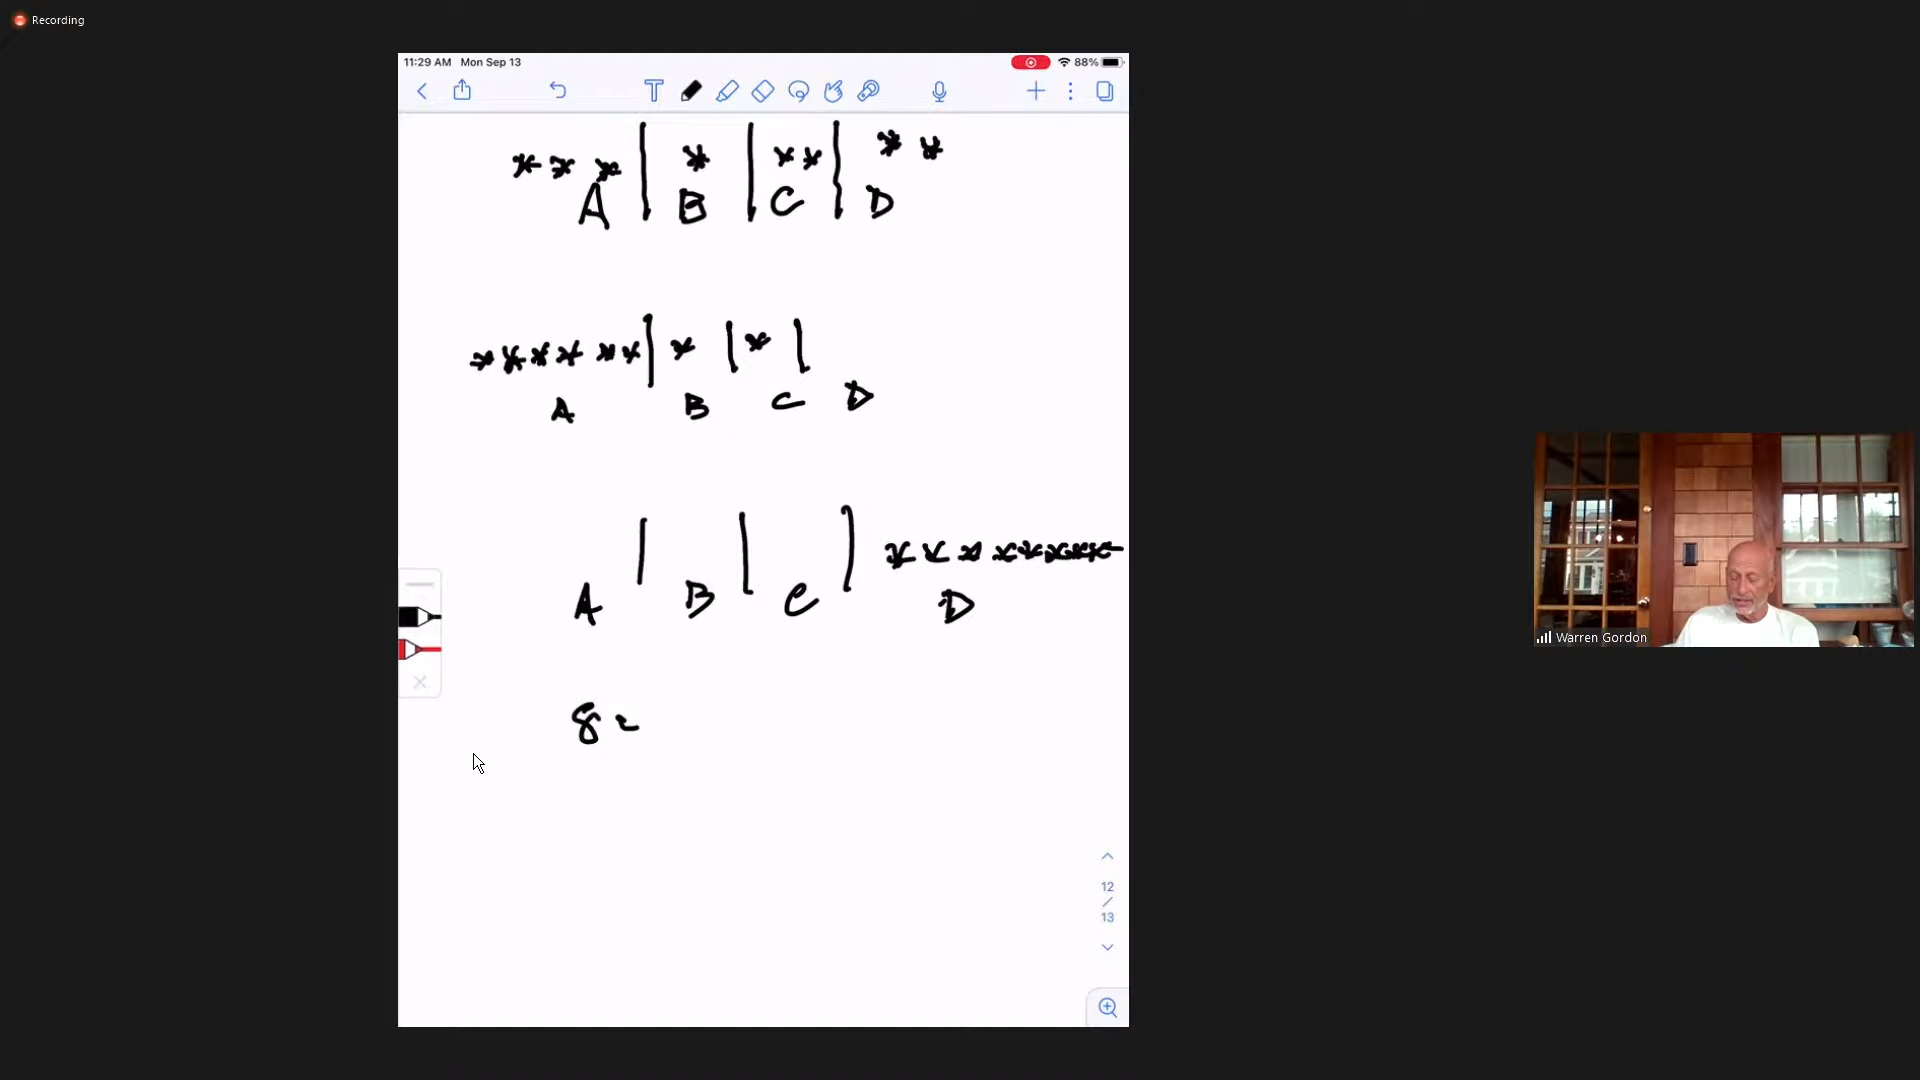 Recording
11:29 AM Mon Sep 13 88%
T
* * * | * | * * | * *
A B C D
* * * * * * | * | * |
A B C D
| | | * * * * * * * *
A B C D
8
12
/
13
Warren Gordon